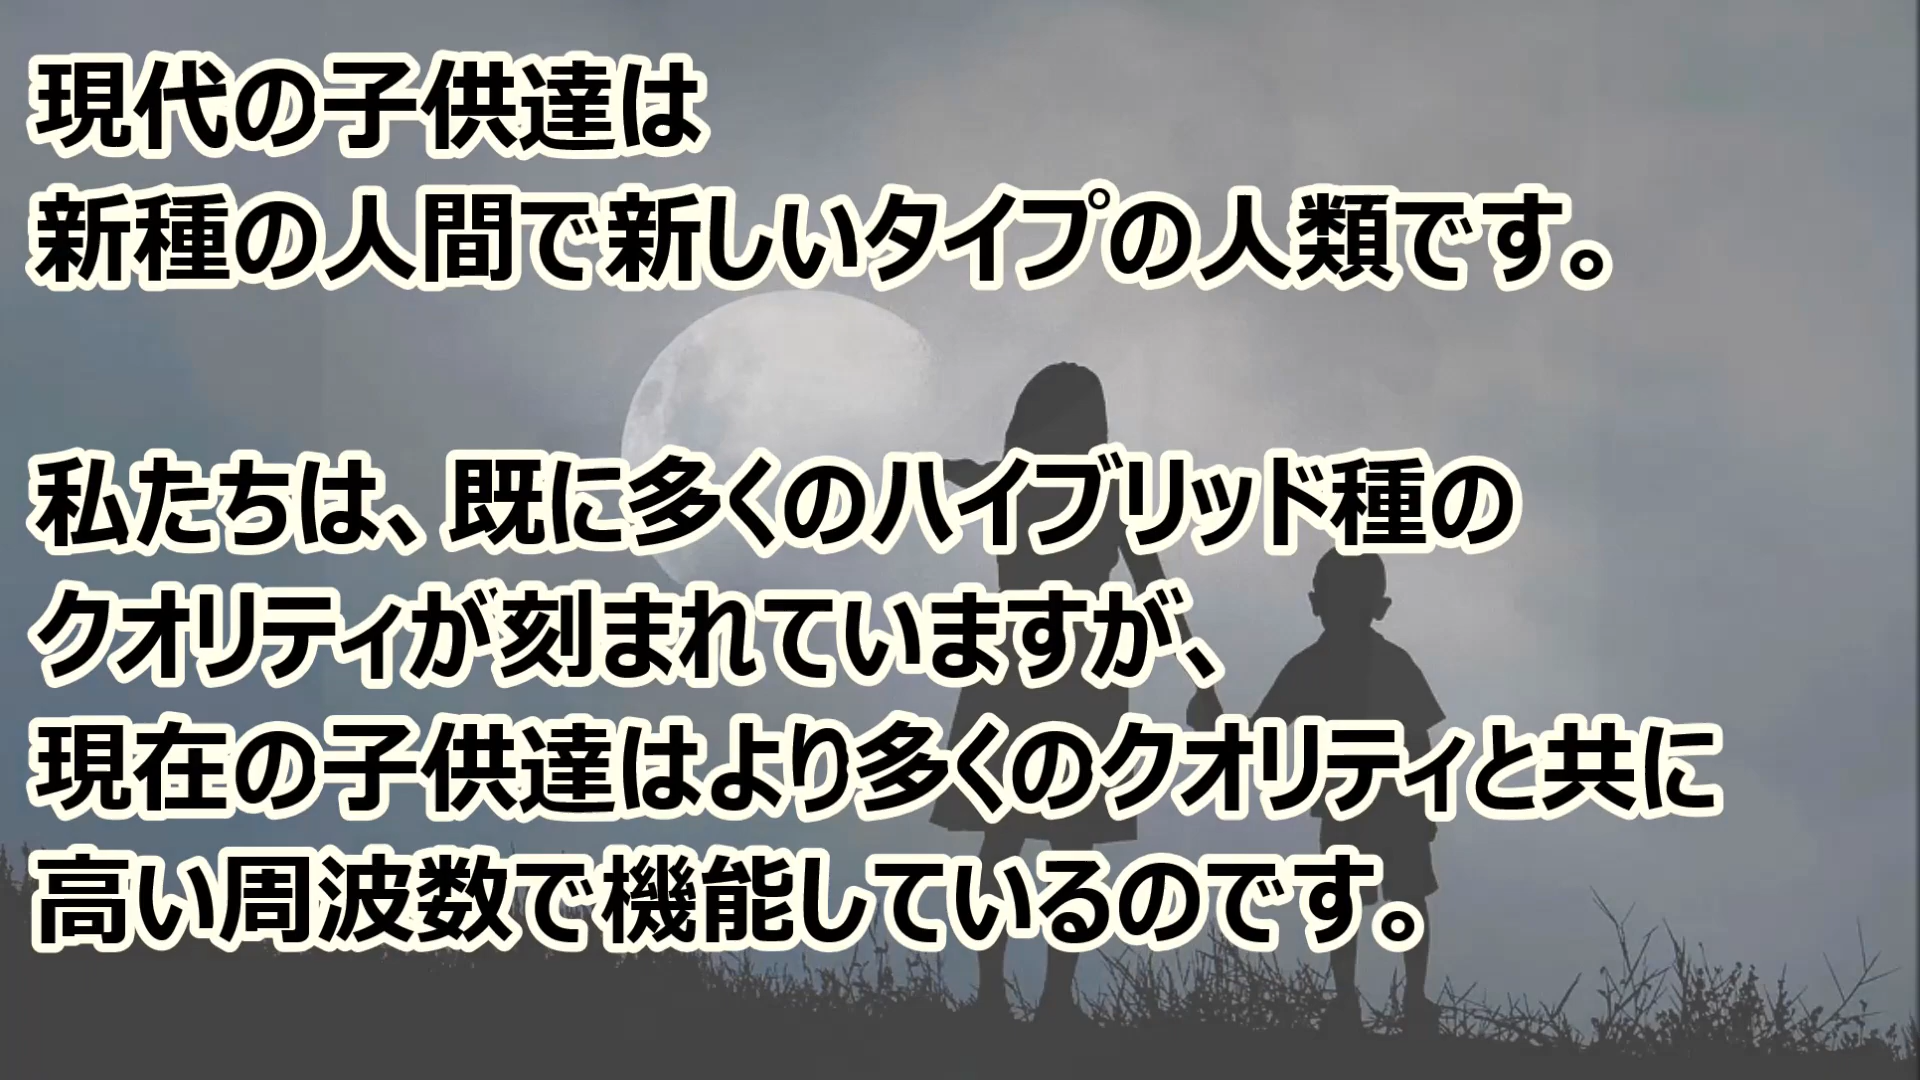 現代の子供達は
新種の人間で新しいタイプの人類です。
私たちは、既に多くのハイブリッド種の
クオリティが刻まれていますが、
現在の子供達はより多くのクオリティと共に
高い周波数で機能しているのです。